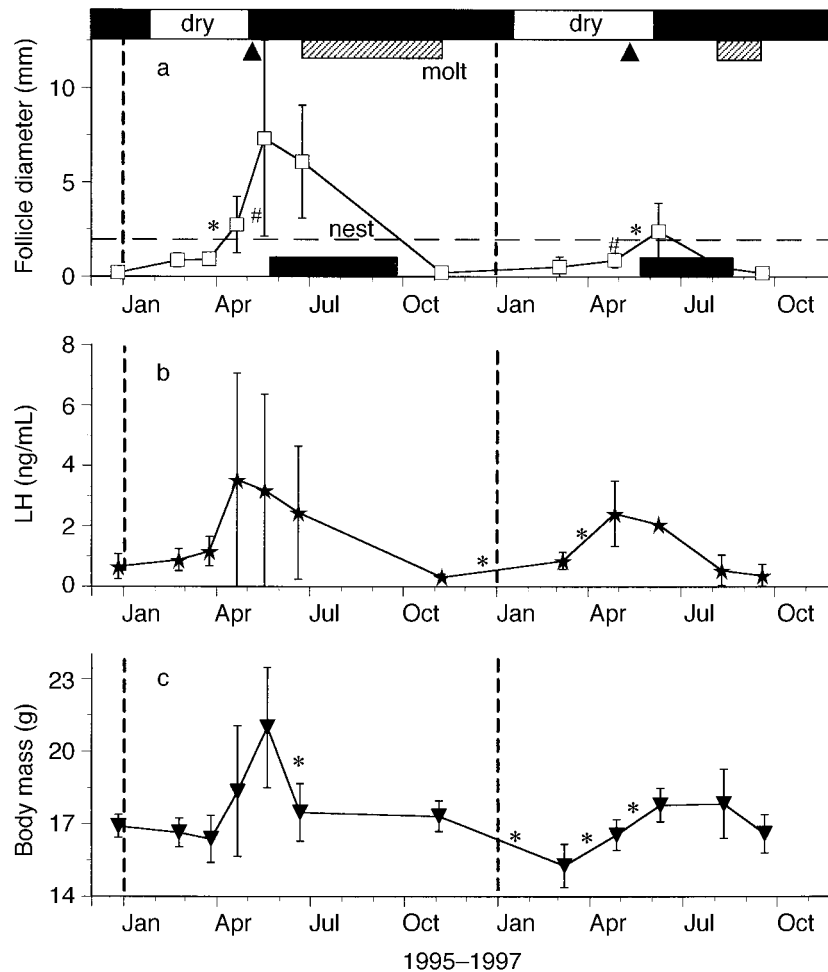 dry dry
a
molt
Follicle diameter (mm)
10
5
0
*
#
nest
#
*
Jan Apr Jul Oct Jan Apr Jul Oct
b
LH (ng/mL)
8
6
4
2
0
*
*
Jan Apr Jul Oct Jan Apr Jul Oct
c
Body mass (g)
23
20
17
14
*
*
*
*
Jan Apr Jul Oct Jan Apr Jul Oct
1995–1997